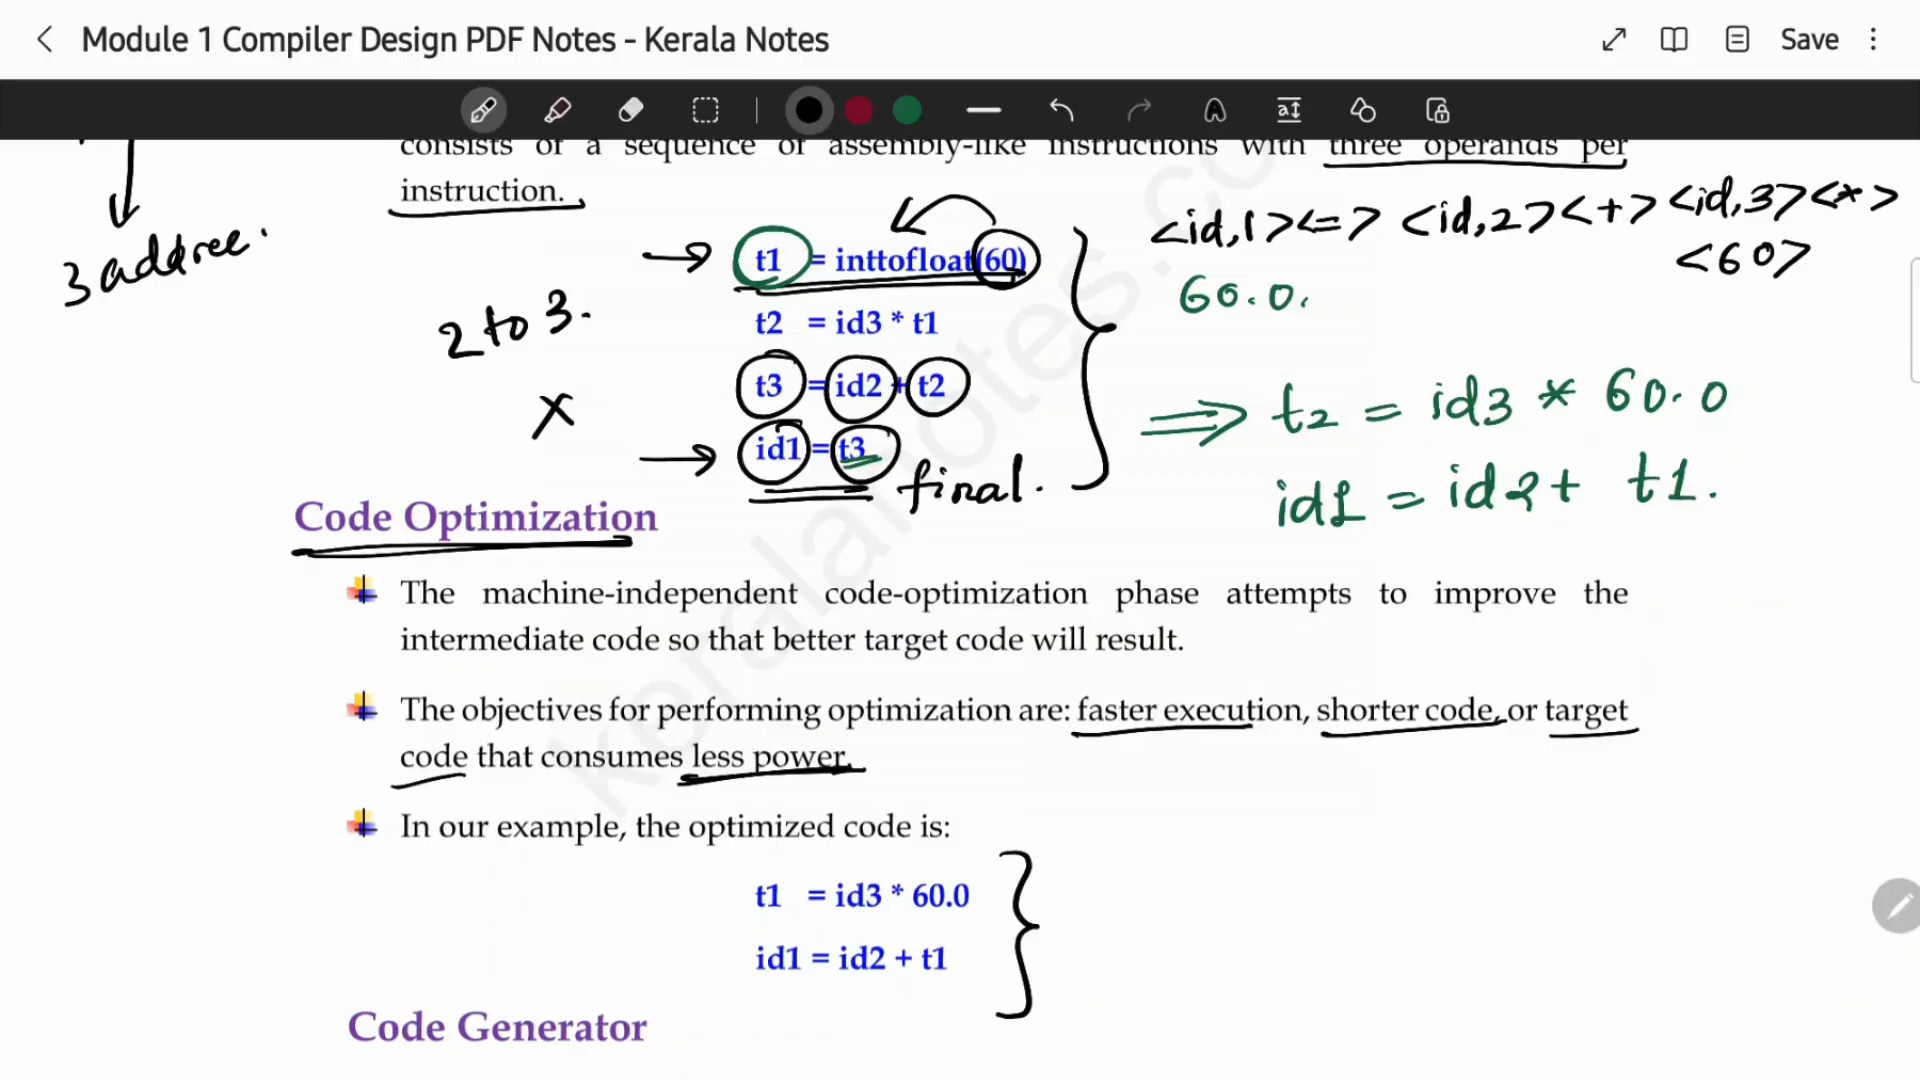 Module 1 Compiler Design PDF Notes - Kerala Notes
Save
consists of a sequence of assembly-like instructions with three operands per
instruction.
<id,1><=><id,2><+><id,3><*>
<60>
3 addree.
t1 = inttofloat(60)
60.0.
2 to 3.
t2 = id3 * t1
t3 = id2 + t2
t2 = id3 * 60.0
x
id1 = t3
final.
id1 = id2 + t1.
Code Optimization
The machine-independent code-optimization phase attempts to improve the
intermediate code so that better target code will result.
The objectives for performing optimization are: faster execution, shorter code, or target
code that consumes less power.
In our example, the optimized code is:
t1 = id3 * 60.0
id1 = id2 + t1
Code Generator
keralanotes.co